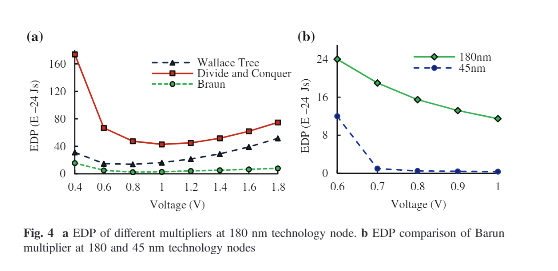 (a)
EDP (E –24 Js)
160
120
80
40
0
0.4 0.6 0.8 1 1.2 1.4 1.6 1.8
Voltage (V)
Wallace Tree
Divide and Conquer
Braun
(b)
EDP (E –24 Js)
24
16
8
0
0.6 0.7 0.8 0.9 1
Voltage (V)
180nm
45nm
Fig. 4 a EDP of different multipliers at 180 nm technology node. b EDP comparison of Barun
multiplier at 180 and 45 nm technology nodes